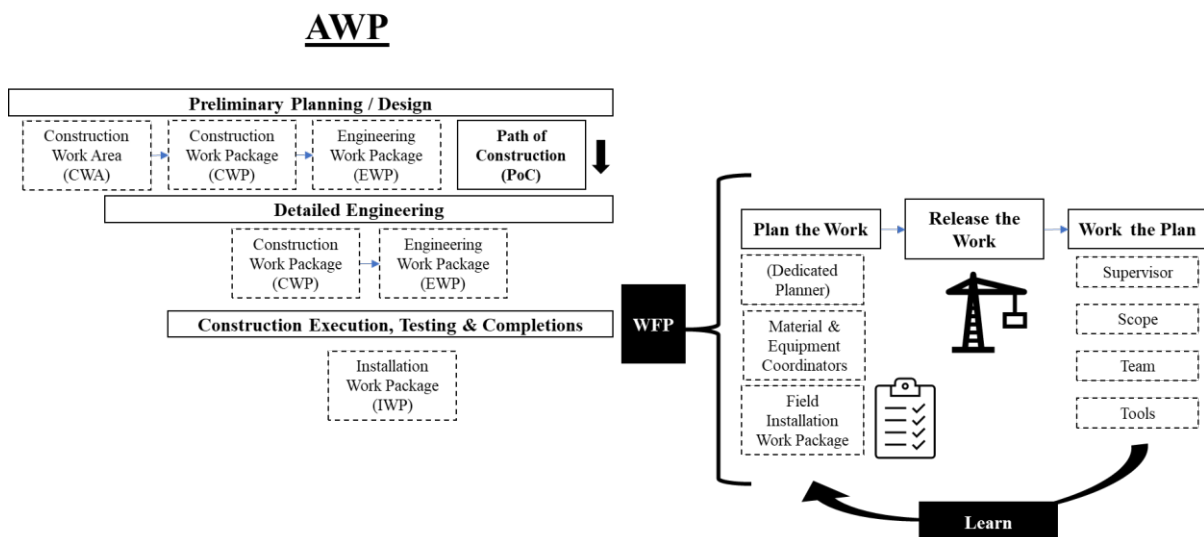 AWP
Preliminary Planning / Design
Construction
Work Area
(CWA)
Construction
Work Package
(CWP)
Engineering
Work Package
(EWP)
Path of
Construction
(PoC)
Detailed Engineering
Construction
Work Package
(CWP)
Engineering
Work Package
(EWP)
Construction Execution, Testing & Completions
Installation
Work Package
(IWP)
WFP
Plan the Work
(Dedicated
Planner)
Material &
Equipment
Coordinators
Field
Installation
Work Package
Release the
Work
Work the Plan
Supervisor
Scope
Team
Tools
Learn